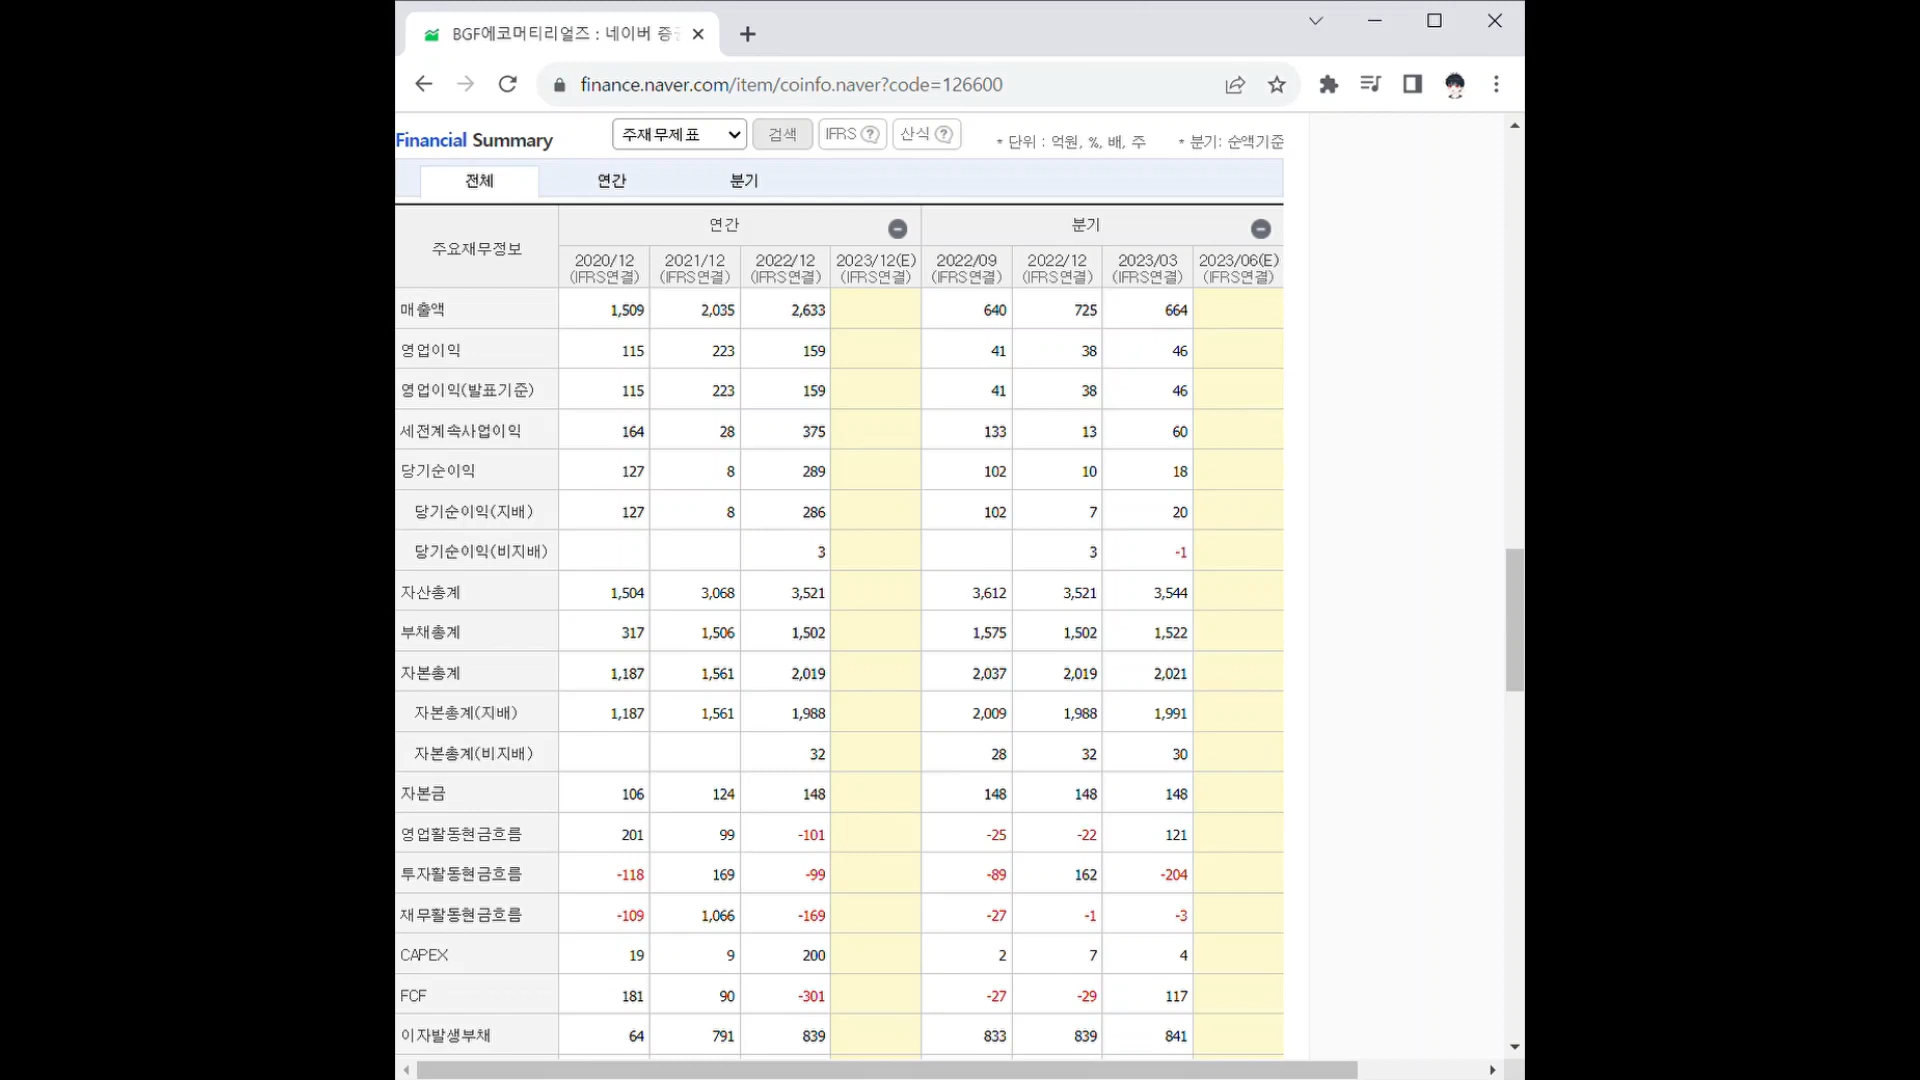 BGF에코머티리얼즈 : 네이버 증
finance.naver.com/item/coinfo.naver?code=126600
Financial Summary 주재무제표 검색 IFRS ? 산식 ? * 단위 : 억원, %, 배, 주 * 분기: 순액기준
전체 연간 분기
주요재무정보 연간 분기
2020/12 2021/12 2022/12 2023/12(E) 2022/09 2022/12 2023/03 2023/06(E)
(IFRS연결) (IFRS연결) (IFRS연결) (IFRS연결) (IFRS연결) (IFRS연결) (IFRS연결) (IFRS연결)
매출액 1,509 2,035 2,633 640 725 664
영업이익 115 223 159 41 38 46
영업이익(발표기준) 115 223 159 41 38 46
세전계속사업이익 164 28 375 133 13 60
당기순이익 127 8 289 102 10 18
당기순이익(지배) 127 8 286 102 7 20
당기순이익(비지배) 3 3 -1
자산총계 1,504 3,068 3,521 3,612 3,521 3,544
부채총계 317 1,506 1,502 1,575 1,502 1,522
자본총계 1,187 1,561 2,019 2,037 2,019 2,021
자본총계(지배) 1,187 1,561 1,988 2,009 1,988 1,991
자본총계(비지배) 32 28 32 30
자본금 106 124 148 148 148 148
영업활동현금흐름 201 99 -101 -25 -22 121
투자활동현금흐름 -118 169 -99 -89 162 -204
재무활동현금흐름 -109 1,066 -169 -27 -1 -3
CAPEX 19 9 200 2 7 4
FCF 181 90 -301 -27 -29 117
이자발생부채 64 791 839 833 839 841